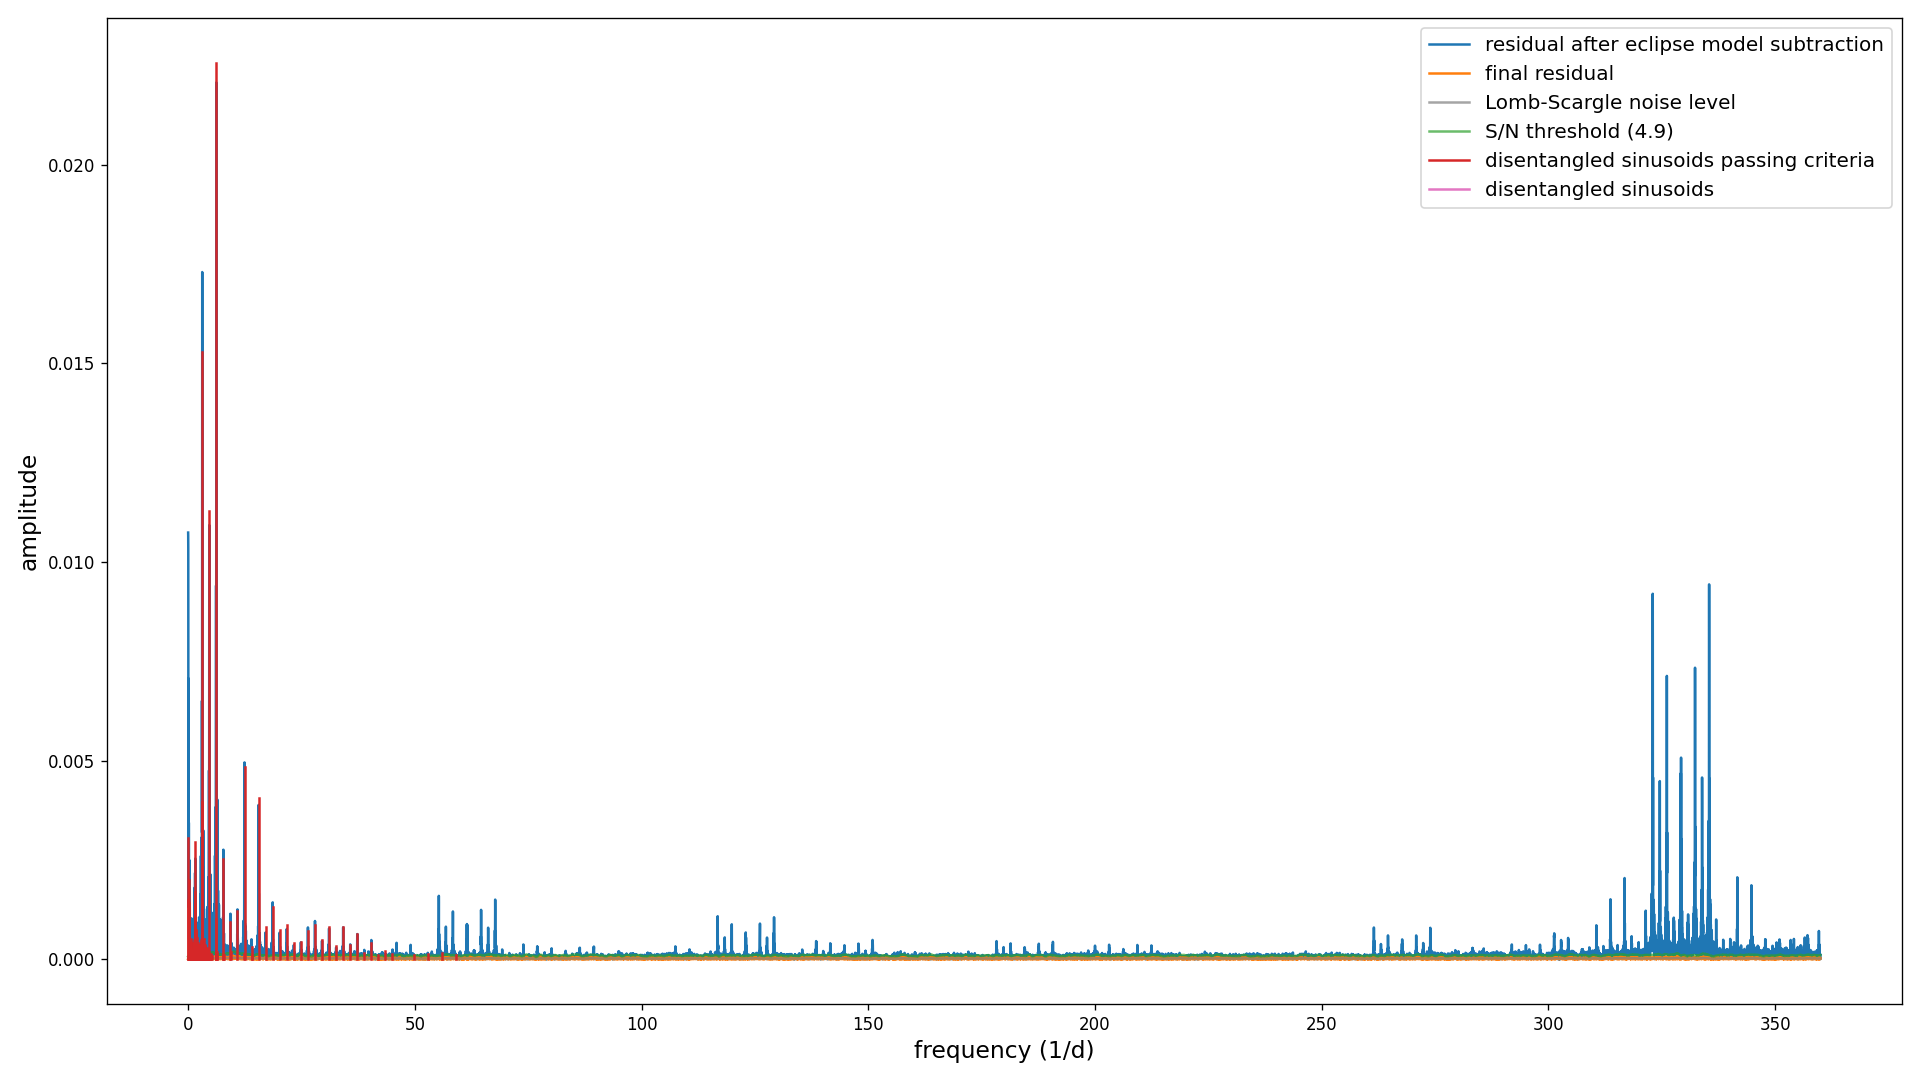 residual after eclipse model subtraction
final residual
Lomb-Scargle noise level
S/N threshold (4.9)
disentangled sinusoids passing criteria
disentangled sinusoids
amplitude
0.020
0.015
0.010
0.005
0.000
0 50 100 150 200 250 300 350
frequency (1/d)